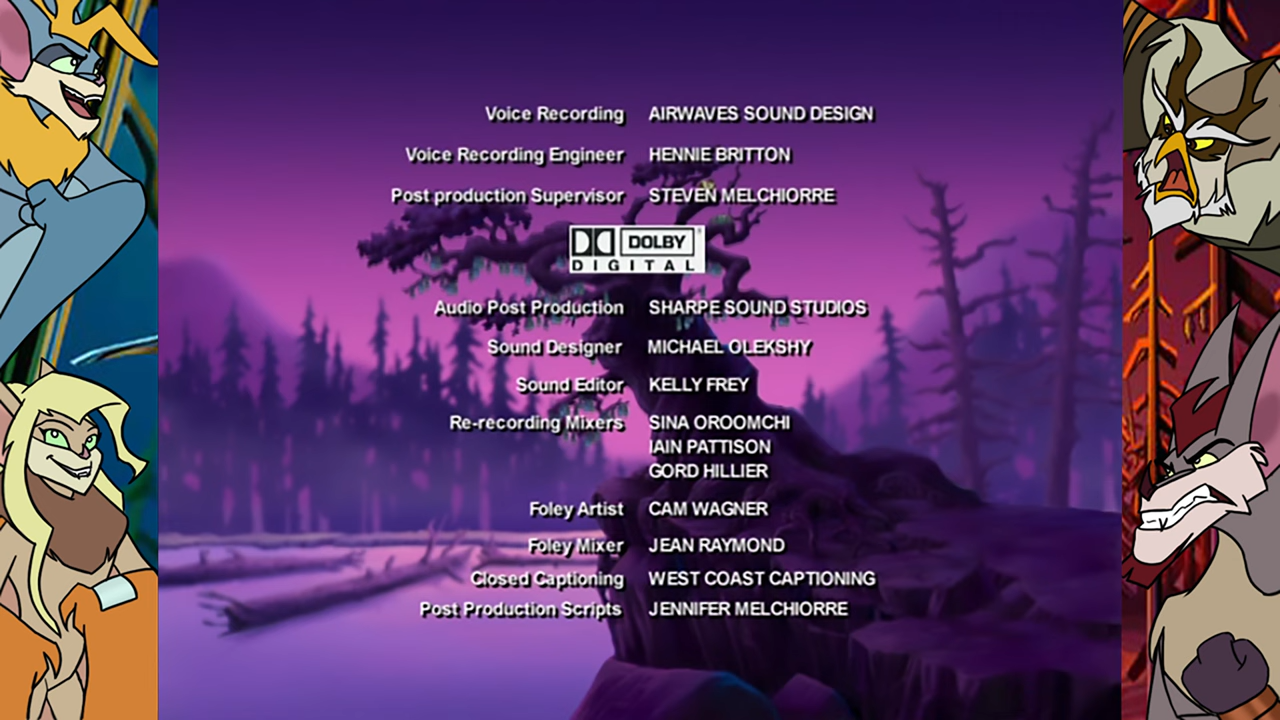 Voice Recording AIRWAVES SOUND DESIGN
Voice Recording Engineer HENNIE BRITTON
Post production Supervisor STEVEN MELCHIORRE
DOLBY
DIGITAL
Audio Post Production SHARPE SOUND STUDIOS
Sound Designer MICHAEL OLEKSHY
Sound Editor KELLY FREY
Re-recording Mixers SINA OROOMCHI
IAIN PATTISON
GORD HILLIER
Foley Artist CAM WAGNER
Foley Mixer JEAN RAYMOND
Closed Captioning WEST COAST CAPTIONING
Post Production Scripts JENNIFER MELCHIORRE